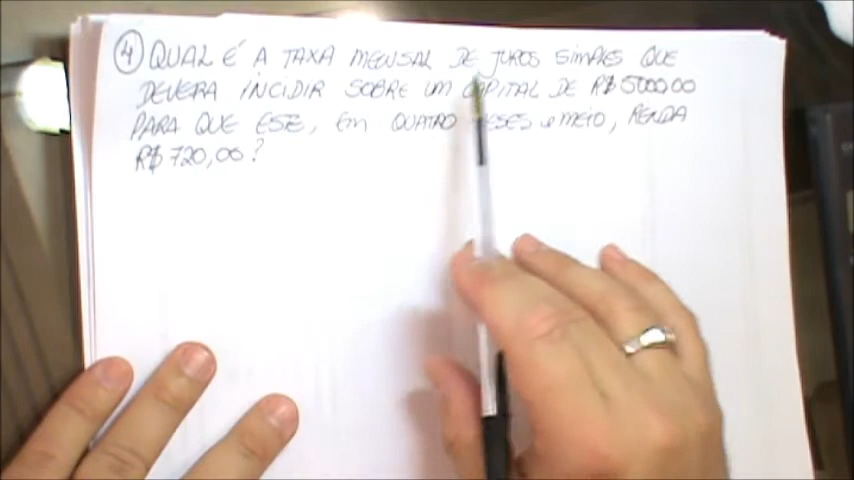 4 QUAL É A TAXA MENSAL DE JUROS SIMPLES QUE
DEVERÁ INCIDIR SOBRE UM CAPITAL DE R$ 5000,00
PARA QUE ESTE, EM QUATRO MESES e MEIO, RENDA
R$ 720,00?